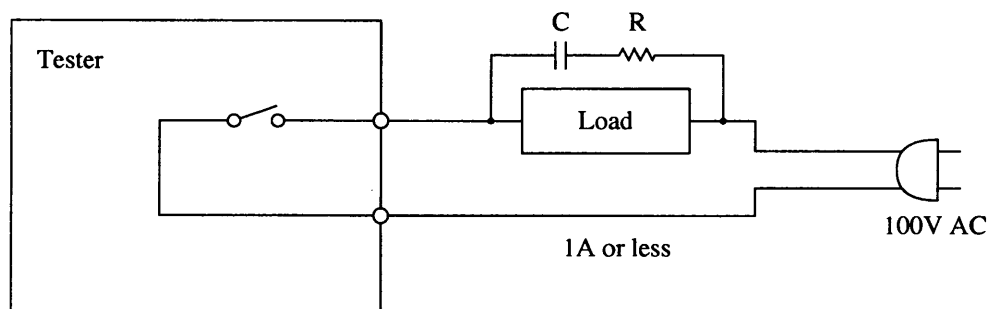 C
R
Tester
Load
100V AC
1A or less